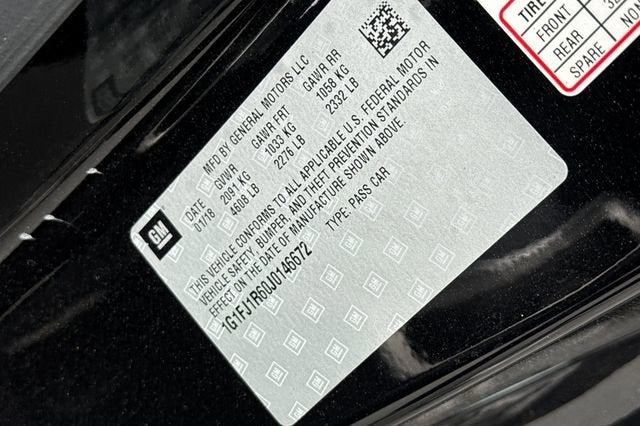 GM
MFD BY GENERAL MOTORS LLC
DATE GVWR GAWR FRT GAWR RR
01/18 2091 KG 1033 KG 1058 KG
4608 LB 2276 LB 2332 LB
THIS VEHICLE CONFORMS TO ALL APPLICABLE U.S. FEDERAL MOTOR
VEHICLE SAFETY, BUMPER, AND THEFT PREVENTION STANDARDS IN
EFFECT ON THE DATE OF MANUFACTURE SHOWN ABOVE.
1G1FJ1R60J0146672
TYPE: PASS CAR
TIRE
FRONT
REAR
SPARE